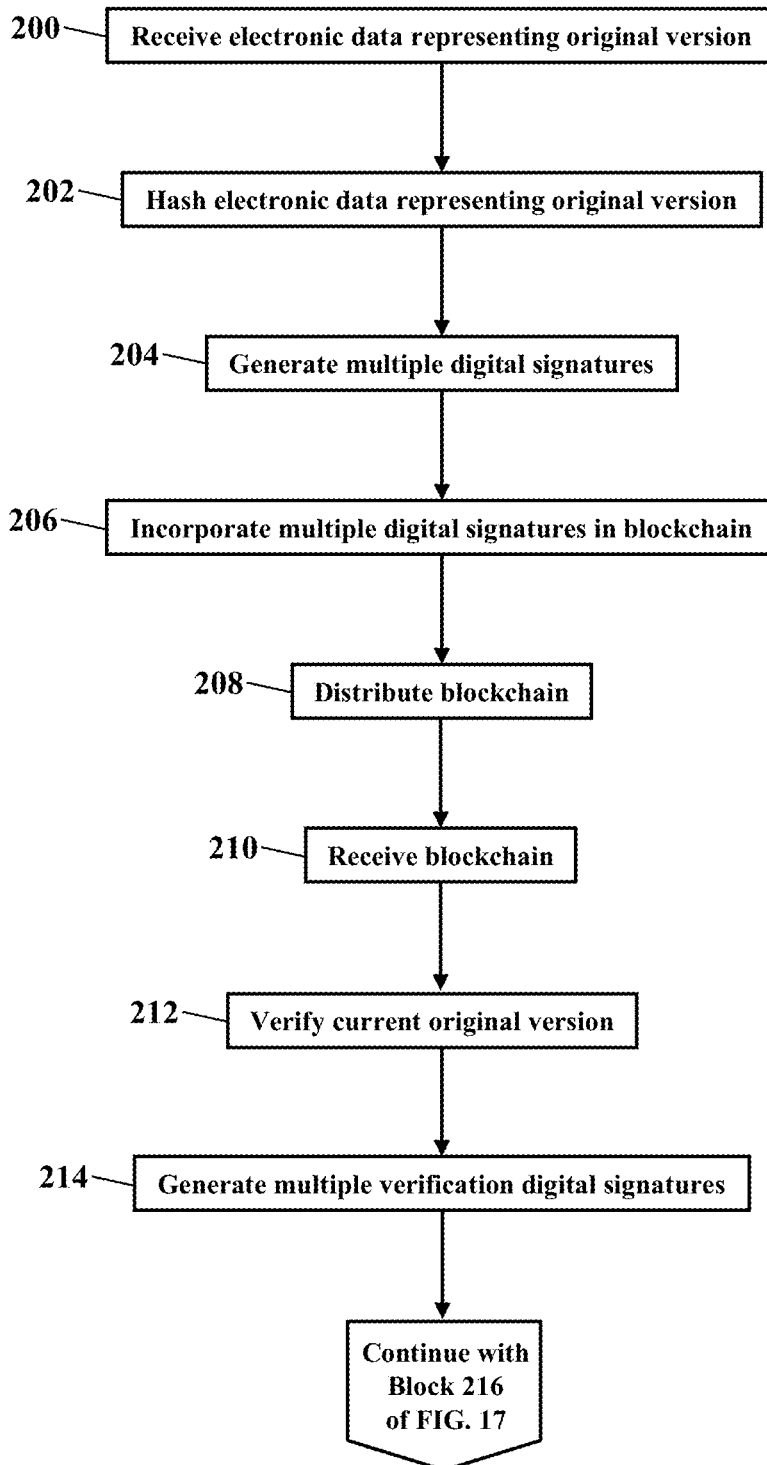 200 Receive electronic data representing original version
202 Hash electronic data representing original version
204 Generate multiple digital signatures
206 Incorporate multiple digital signatures in blockchain
208 Distribute blockchain
210 Receive blockchain
212 Verify current original version
214 Generate multiple verification digital signatures
Continue with
Block 216
of FIG. 17